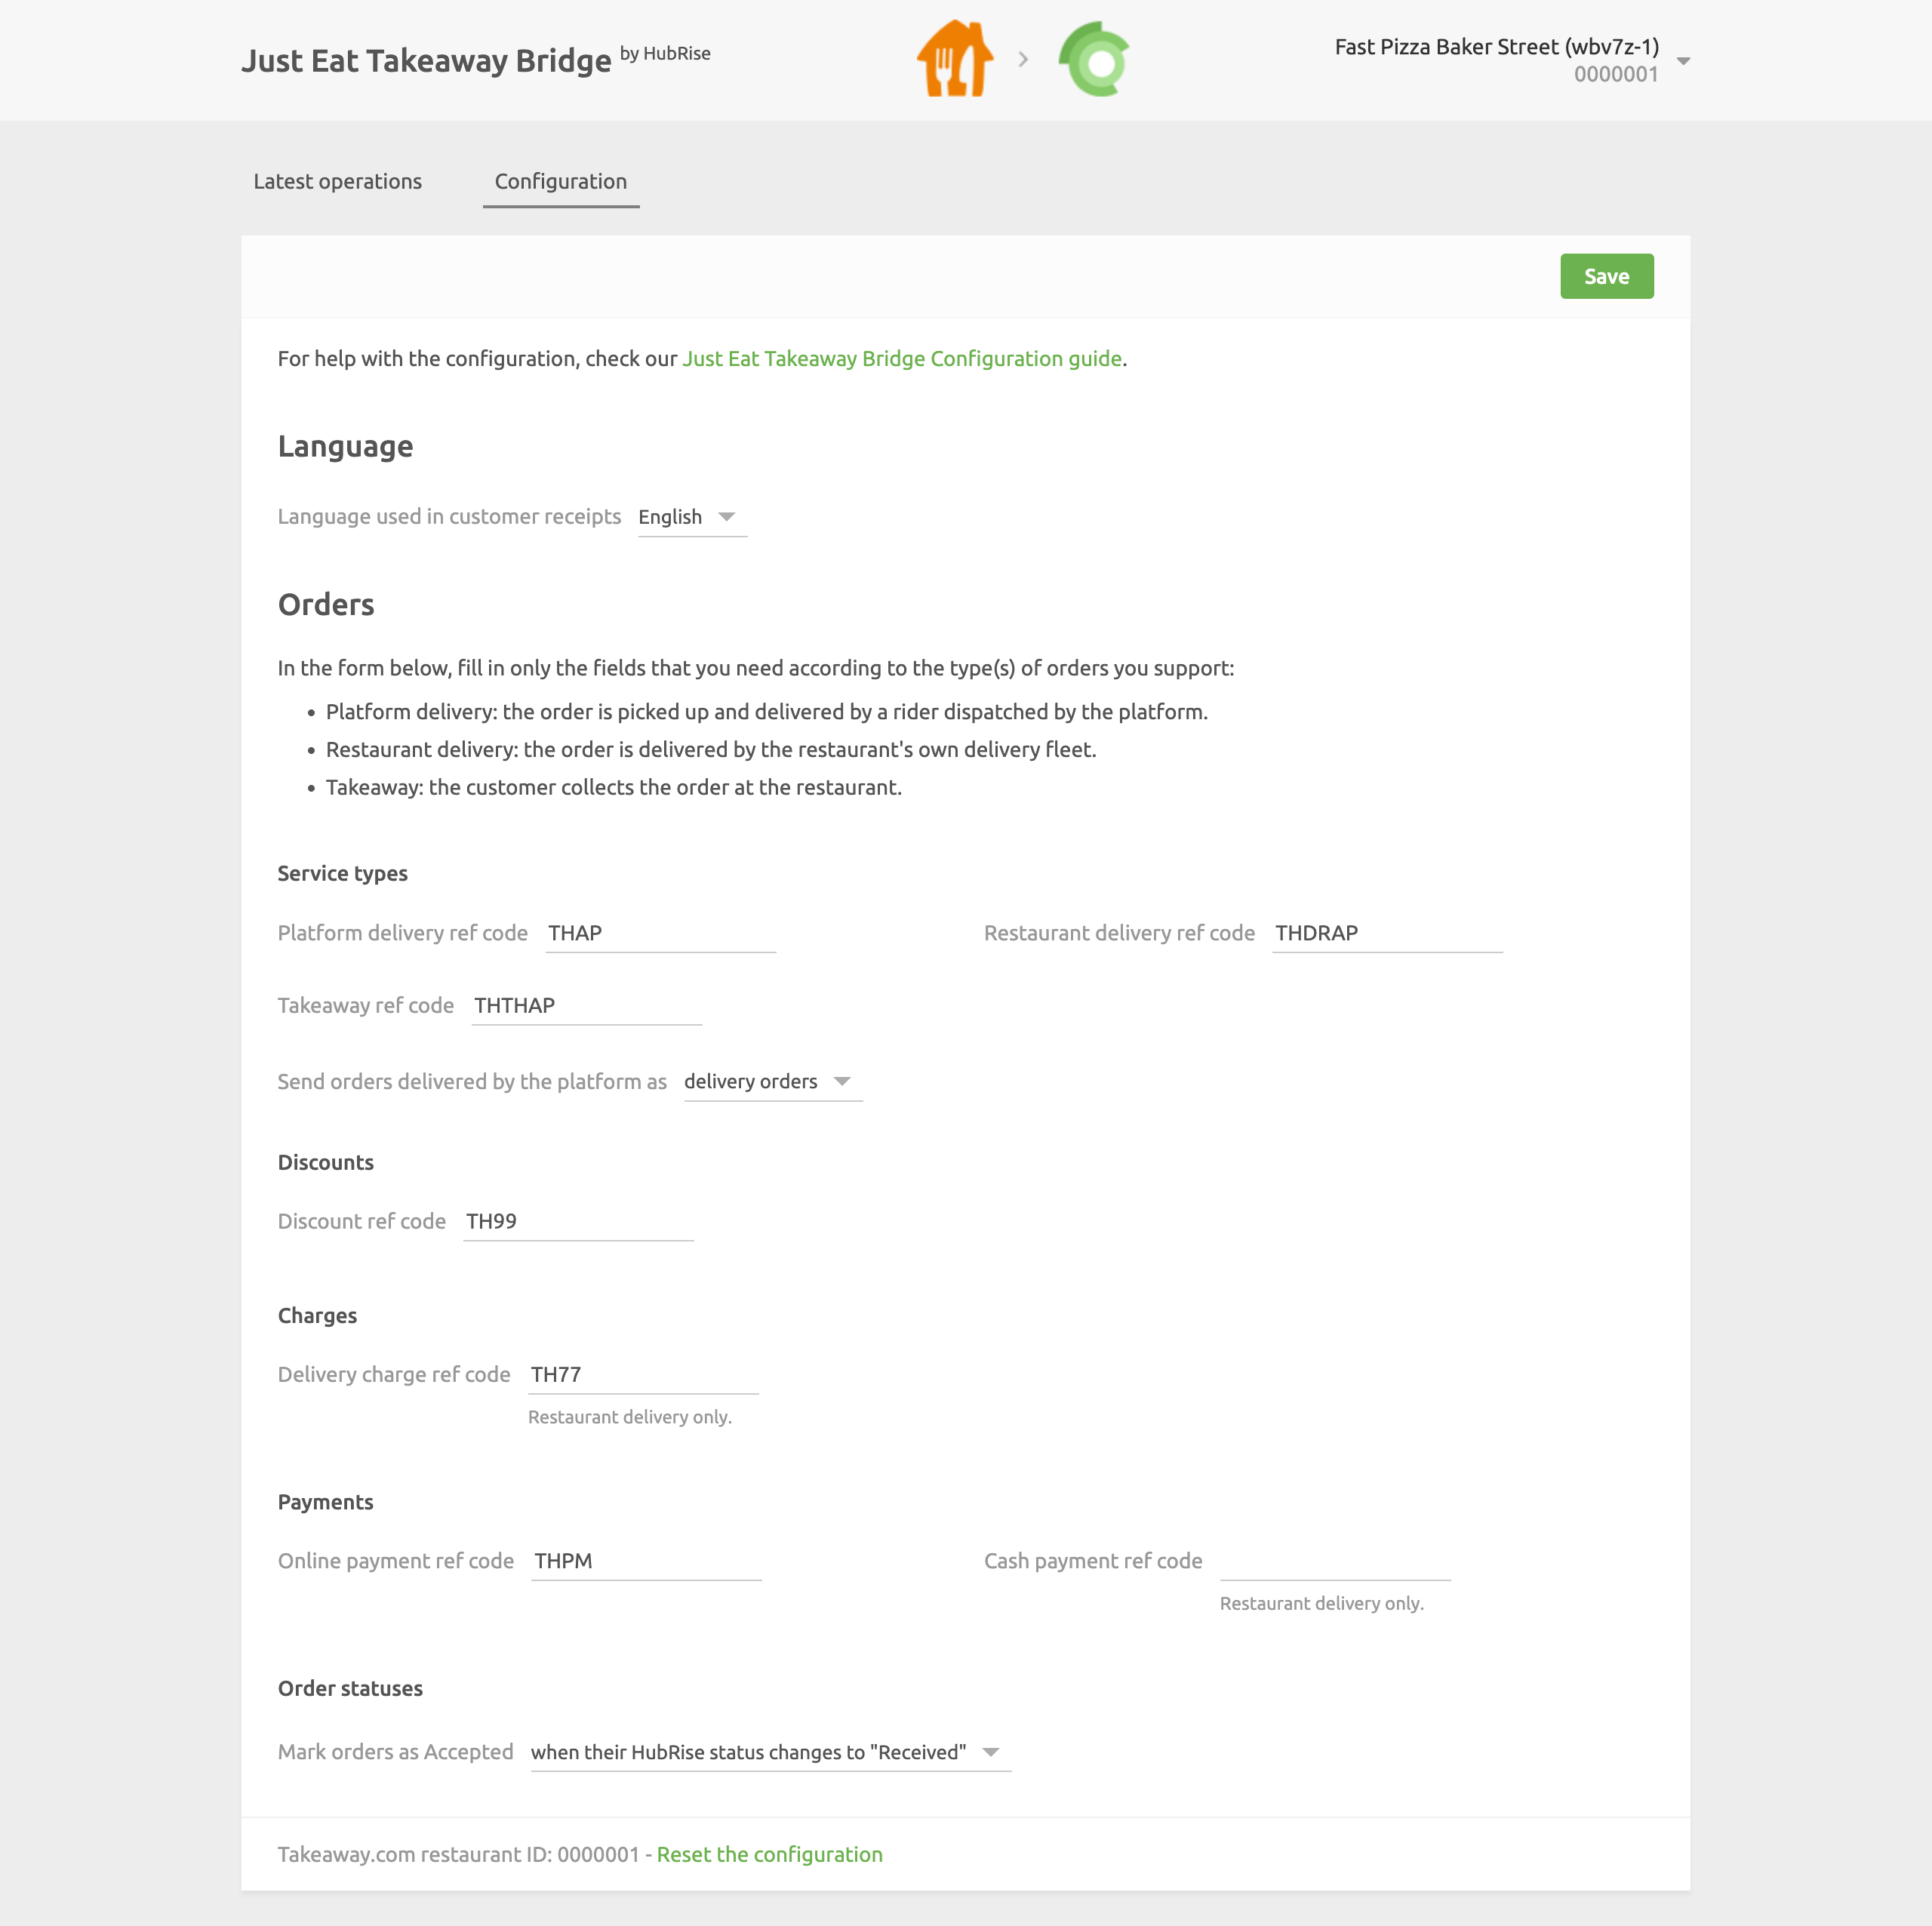 Just Eat Takeaway Bridge by HubRise
Fast Pizza Baker Street (wbv7z-1)
0000001
Latest operations
Configuration
Save
For help with the configuration, check our Just Eat Takeaway Bridge Configuration guide.
Language
Language used in customer receipts English
Orders
In the form below, fill in only the fields that you need according to the type(s) of orders you support:
• Platform delivery: the order is picked up and delivered by a rider dispatched by the platform.
• Restaurant delivery: the order is delivered by the restaurant's own delivery fleet.
• Takeaway: the customer collects the order at the restaurant.
Service types
Platform delivery ref code THAP
Restaurant delivery ref code THDRAP
Takeaway ref code THTHAP
Send orders delivered by the platform as delivery orders
Discounts
Discount ref code TH99
Charges
Delivery charge ref code TH77
Restaurant delivery only.
Payments
Online payment ref code THPM
Cash payment ref code
Restaurant delivery only.
Order statuses
Mark orders as Accepted when their HubRise status changes to "Received"
Takeaway.com restaurant ID: 0000001 - Reset the configuration